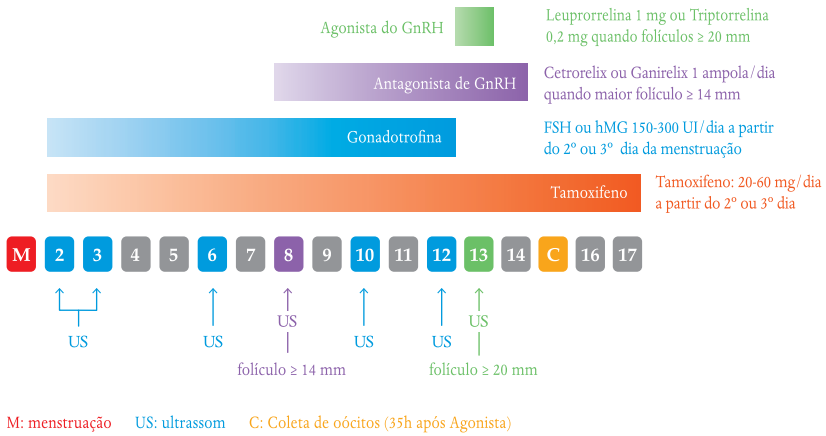 Agonista do GnRH
Leuprorrelina 1 mg ou Triptorrelina
0,2 mg quando folículos ≥ 20 mm
Antagonista de GnRH
Cetrorelix ou Ganirelix 1 ampola/dia
quando maior folículo ≥ 14 mm
Gonadotrofina
FSH ou hMG 150-300 UI/dia a partir
do 2º ou 3º dia da menstruação
Tamoxifeno
Tamoxifeno: 20-60 mg/dia
a partir do 2º ou 3º dia
M 2 3 4 5 6 7 8 9 10 11 12 13 14 C 16 17
US US US US US US
folículo ≥ 14 mm
folículo ≥ 20 mm
M: menstruação US: ultrassom C: Coleta de oócitos (35h após Agonista)